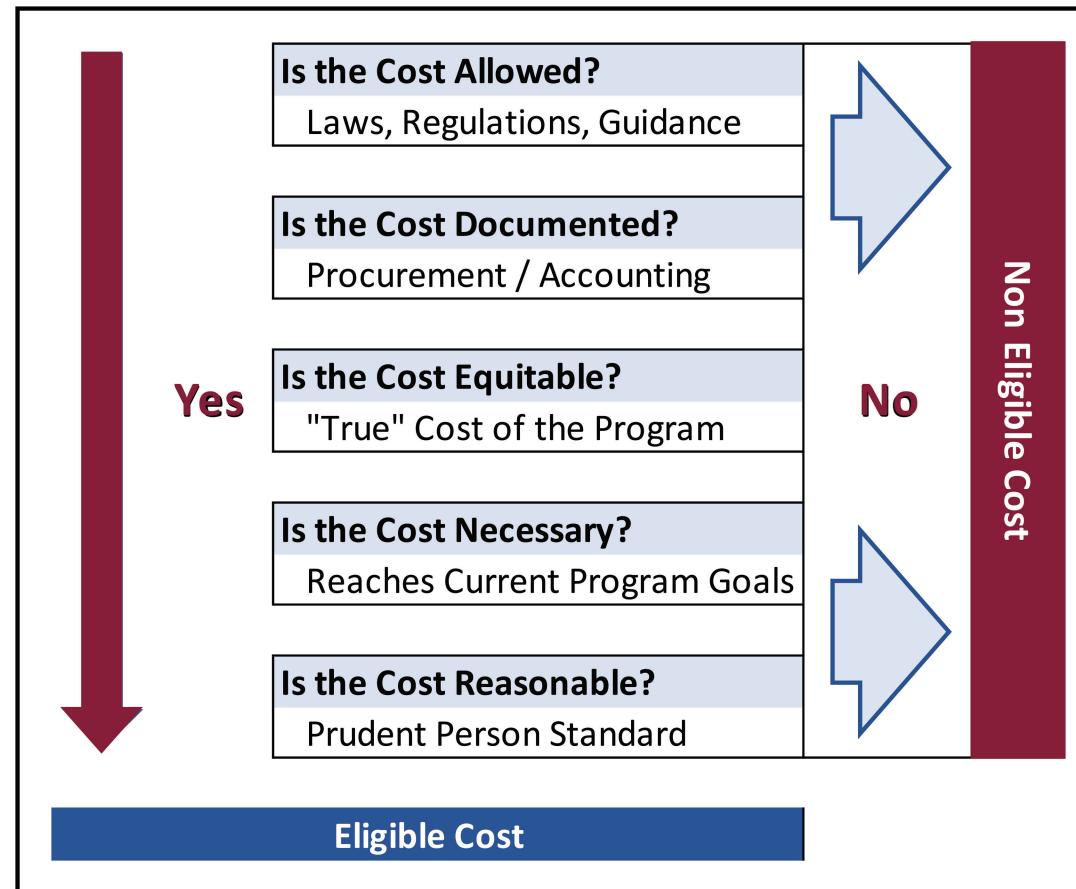 Is the Cost Allowed?
Laws, Regulations, Guidance
Is the Cost Documented?
Procurement / Accounting
Yes
Is the Cost Equitable?
"True" Cost of the Program
No
Non Eligible Cost
Is the Cost Necessary?
Reaches Current Program Goals
Is the Cost Reasonable?
Prudent Person Standard
Eligible Cost